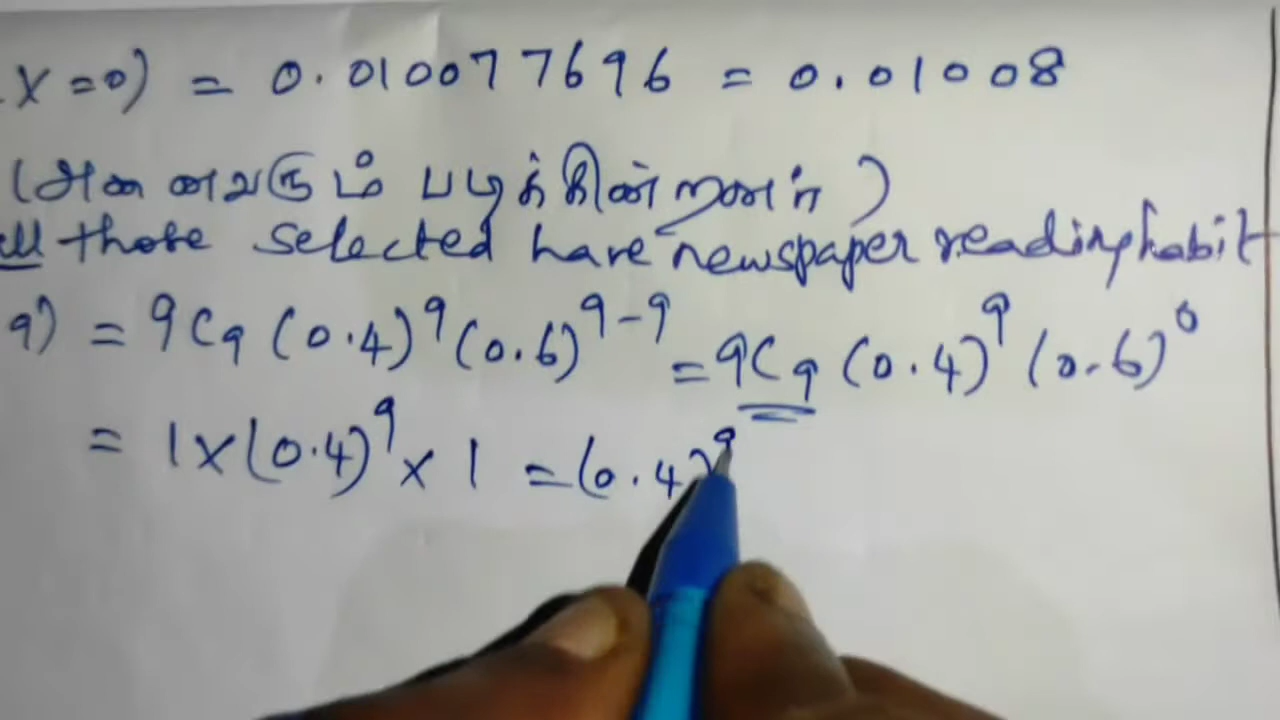 X=0) = 0.010077696 = 0.01008
(அனைவரும் படிக்கின்றனர்)
all those selected have newspaper reading habit
9) = 9C₉ (0.4)⁹ (0.6)⁹⁻⁹ = 9C₉ (0.4)⁹ (0.6)⁰
= 1 × (0.4)⁹ × 1 = (0.4)⁹